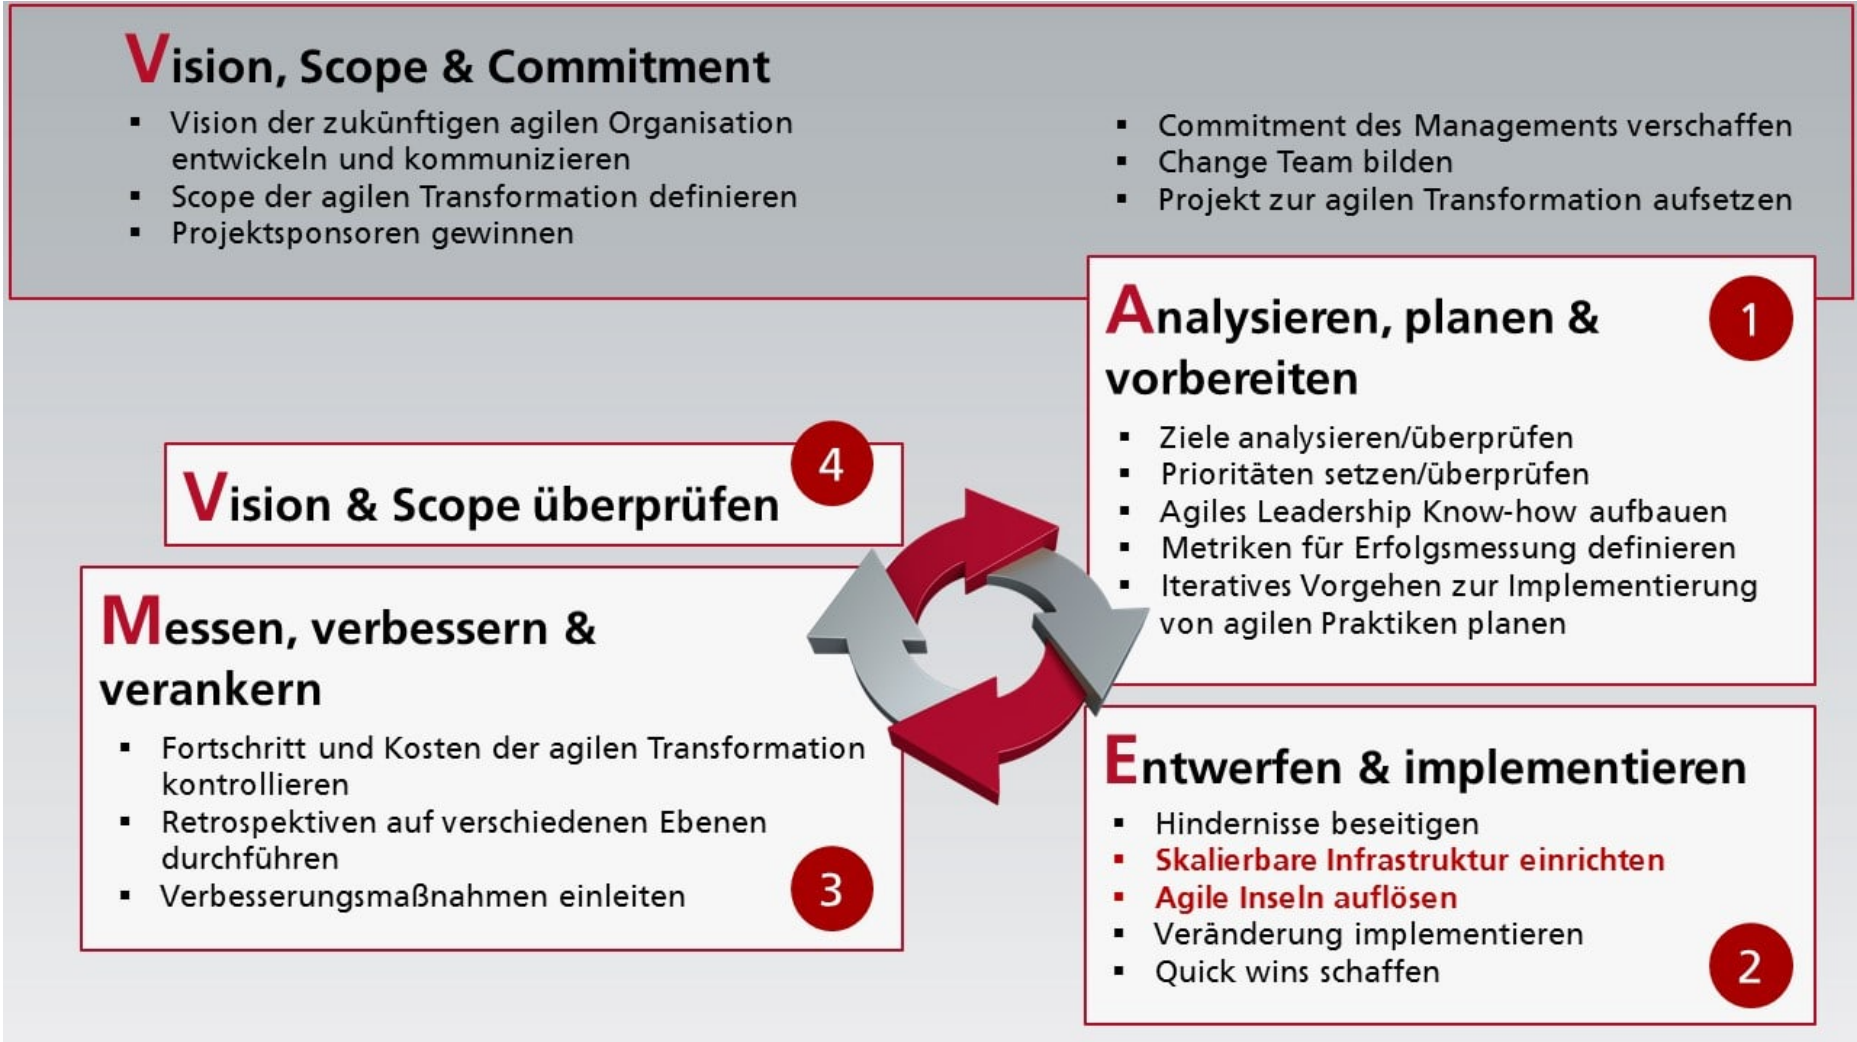 Vision, Scope & Commitment
▪ Vision der zukünftigen agilen Organisation
entwickeln und kommunizieren
▪ Scope der agilen Transformation definieren
▪ Projektsponsoren gewinnen
▪ Commitment des Managements verschaffen
▪ Change Team bilden
▪ Projekt zur agilen Transformation aufsetzen
Analysieren, planen &
vorbereiten
1
▪ Ziele analysieren/überprüfen
▪ Prioritäten setzen/überprüfen
▪ Agiles Leadership Know-how aufbauen
▪ Metriken für Erfolgsmessung definieren
▪ Iteratives Vorgehen zur Implementierung
von agilen Praktiken planen
Entwerfen & implementieren
▪ Hindernisse beseitigen
▪ Skalierbare Infrastruktur einrichten
▪ Agile Inseln auflösen
▪ Veränderung implementieren
▪ Quick wins schaffen
2
Messen, verbessern &
verankern
▪ Fortschritt und Kosten der agilen Transformation
kontrollieren
▪ Retrospektiven auf verschiedenen Ebenen
durchführen
▪ Verbesserungsmaßnahmen einleiten
3
Vision & Scope überprüfen
4